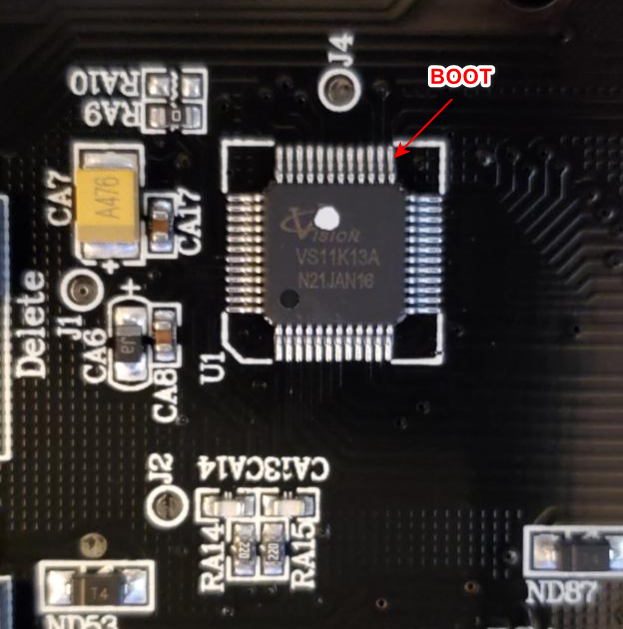 J4
BOOT
RA10
RA9
CA7
A476
CA17
VISION
VS11K13A
N21JAN16
+
+
J1
Delete
CA6
CA8
U1
J2
CA14
CA13
RA14
220
220
RA15
T4
ND53
ND87